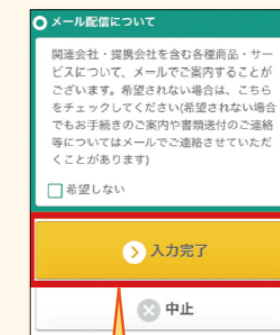 メール配信について
関連会社・提携会社を含む各種商品・サー
ビスについて、メールでご案内することが
ございます。希望されない場合は、こちら
をチェックしてください(希望されない場合
でもお手続きのご案内や書類送付のご連絡
等についてはメールでご連絡させていただ
くことがあります)
希望しない
入力完了
中止